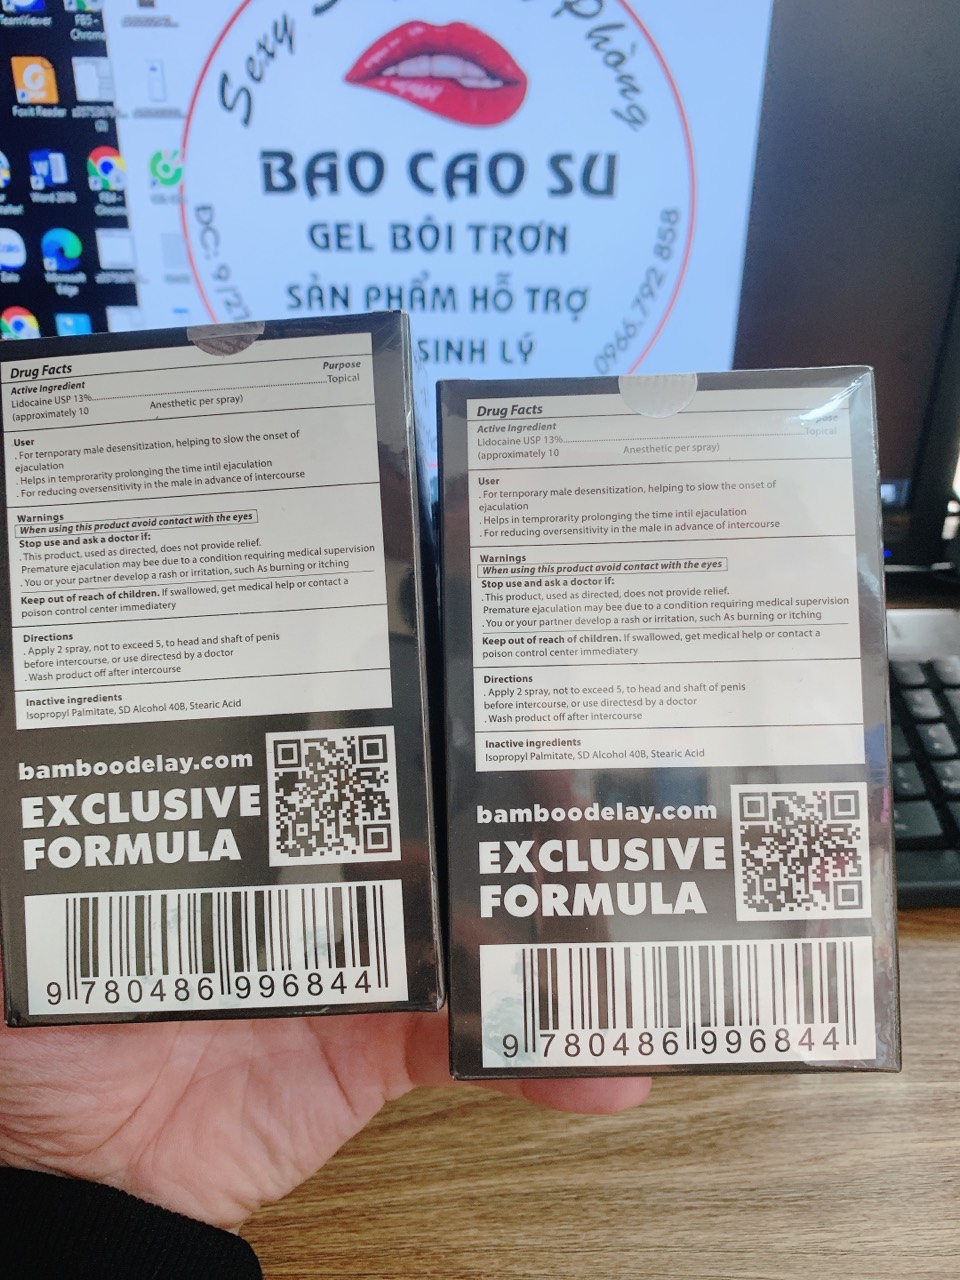 TeamViewer
Foxit Reader
Word 2016
Sexy
Phòng
BAO CAO SU
GEL BÔI TRƠN
SẢN PHẨM HỖ TRỢ
SINH LÝ
ĐC: 9/27
0966.792 858
Drug Facts
Active Ingredient Purpose
Lidocaine USP 13%........Topical
(approximately 10 Anesthetic per spray)
User
. For ternporary male desensitization, helping to slow the onset of
ejaculation
. Helps in temprorarity prolonging the time intil ejaculation
. For reducing oversensitivity in the male in advance of intercourse
Warnings
When using this product avoid contact with the eyes
Stop use and ask a doctor if:
. This product, used as directed, does not provide relief.
Premature ejaculation may bee due to a condition requiring medical supervision
. You or your partner develop a rash or irritation, such As burning or itching
Keep out of reach of children. If swallowed, get medical help or contact a
poison control center immediatery
Directions
. Apply 2 spray, not to exceed 5, to head and shaft of penis
before intercourse, or use directesd by a doctor
. Wash product off after intercourse
Inactive ingredients
Isopropyl Palmitate, SD Alcohol 40B, Stearic Acid
bamboodelay.com
EXCLUSIVE
FORMULA
9 780486 996844
Drug Facts
Active Ingredient
Lidocaine USP 13%........Topical
(approximately 10 Anesthetic per spray)
User
. For ternporary male desensitization, helping to slow the onset of
ejaculation
. Helps in temprorarity prolonging the time intil ejaculation
. For reducing oversensitivity in the male in advance of intercourse
Warnings
When using this product avoid contact with the eyes
Stop use and ask a doctor if:
. This product, used as directed, does not provide relief.
Premature ejaculation may bee due to a condition requiring medical supervision
. You or your partner develop a rash or irritation, such As burning or itching
Keep out of reach of children. If swallowed, get medical help or contact a
poison control center immediatery
Directions
. Apply 2 spray, not to exceed 5, to head and shaft of penis
before intercourse, or use directesd by a doctor
. Wash product off after intercourse
Inactive ingredients
Isopropyl Palmitate, SD Alcohol 40B, Stearic Acid
bamboodelay.com
EXCLUSIVE
FORMULA
9 780486 996844